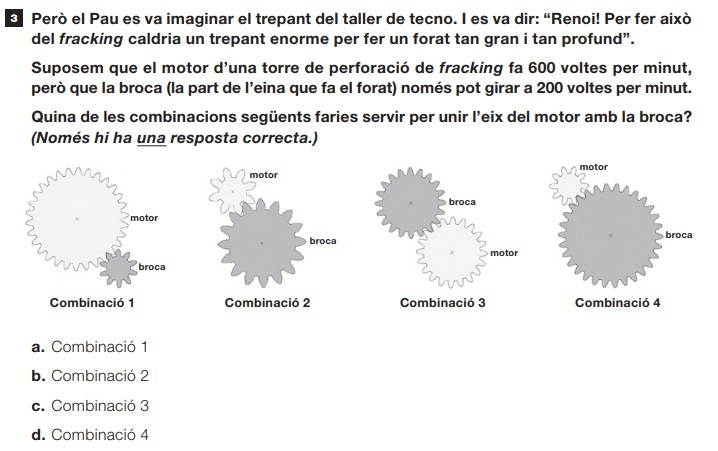 3 Però el Pau es va imaginar el trepant del taller de tecno. I es va dir: “Renoi! Per fer això
del fracking caldria un trepant enorme per fer un forat tan gran i tan profund”.
Suposem que el motor d’una torre de perforació de fracking fa 600 voltes per minut,
però que la broca (la part de l’eina que fa el forat) només pot girar a 200 voltes per minut.
Quina de les combinacions següents faries servir per unir l’eix del motor amb la broca?
(Només hi ha una resposta correcta.)
motor
broca
Combinació 1
motor
broca
Combinació 2
broca
motor
Combinació 3
motor
broca
Combinació 4
a. Combinació 1
b. Combinació 2
c. Combinació 3
d. Combinació 4